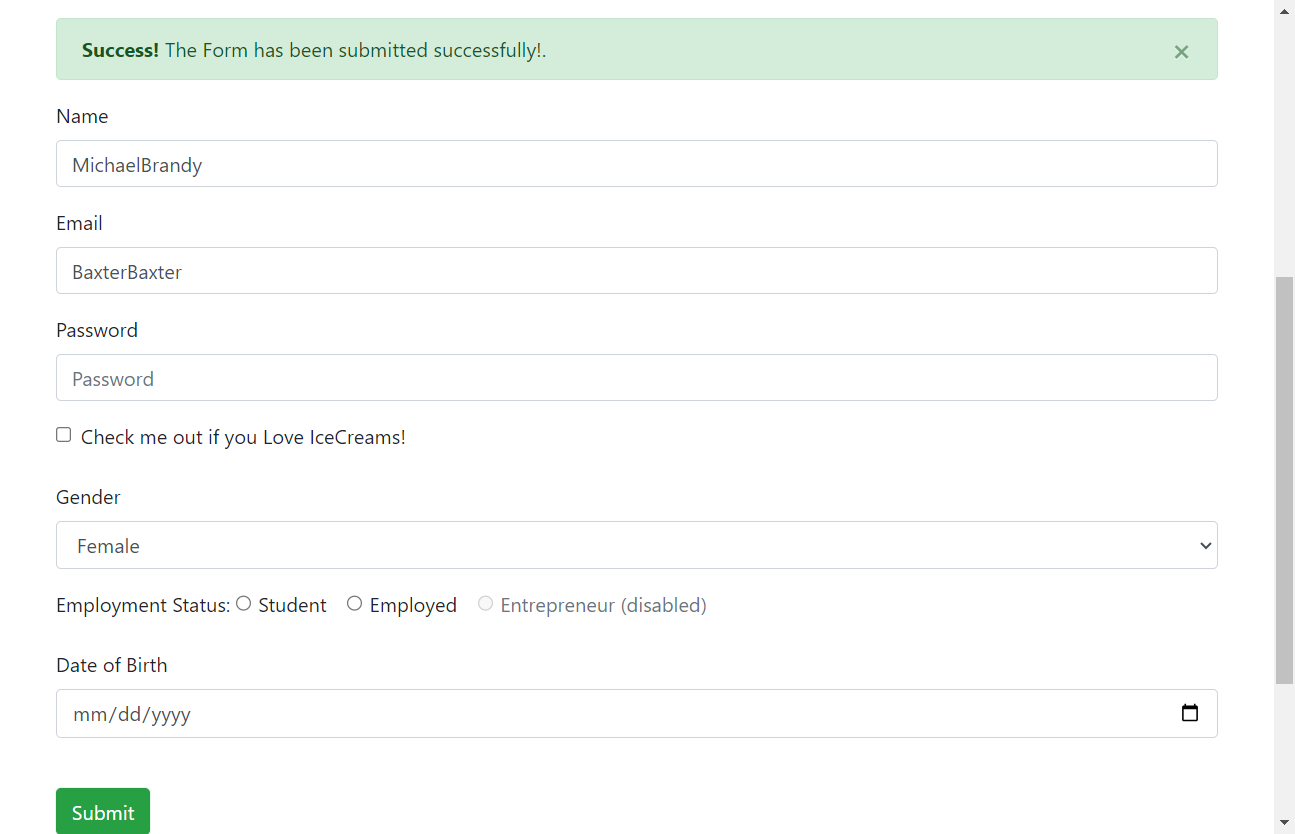 Success! The Form has been submitted successfully!.
×
Name
MichaelBrandy
Email
BaxterBaxter
Password
Password
Check me out if you Love IceCreams!
Gender
Female
Employment Status: Student Employed Entrepreneur (disabled)
Date of Birth
mm/dd/yyyy
Submit